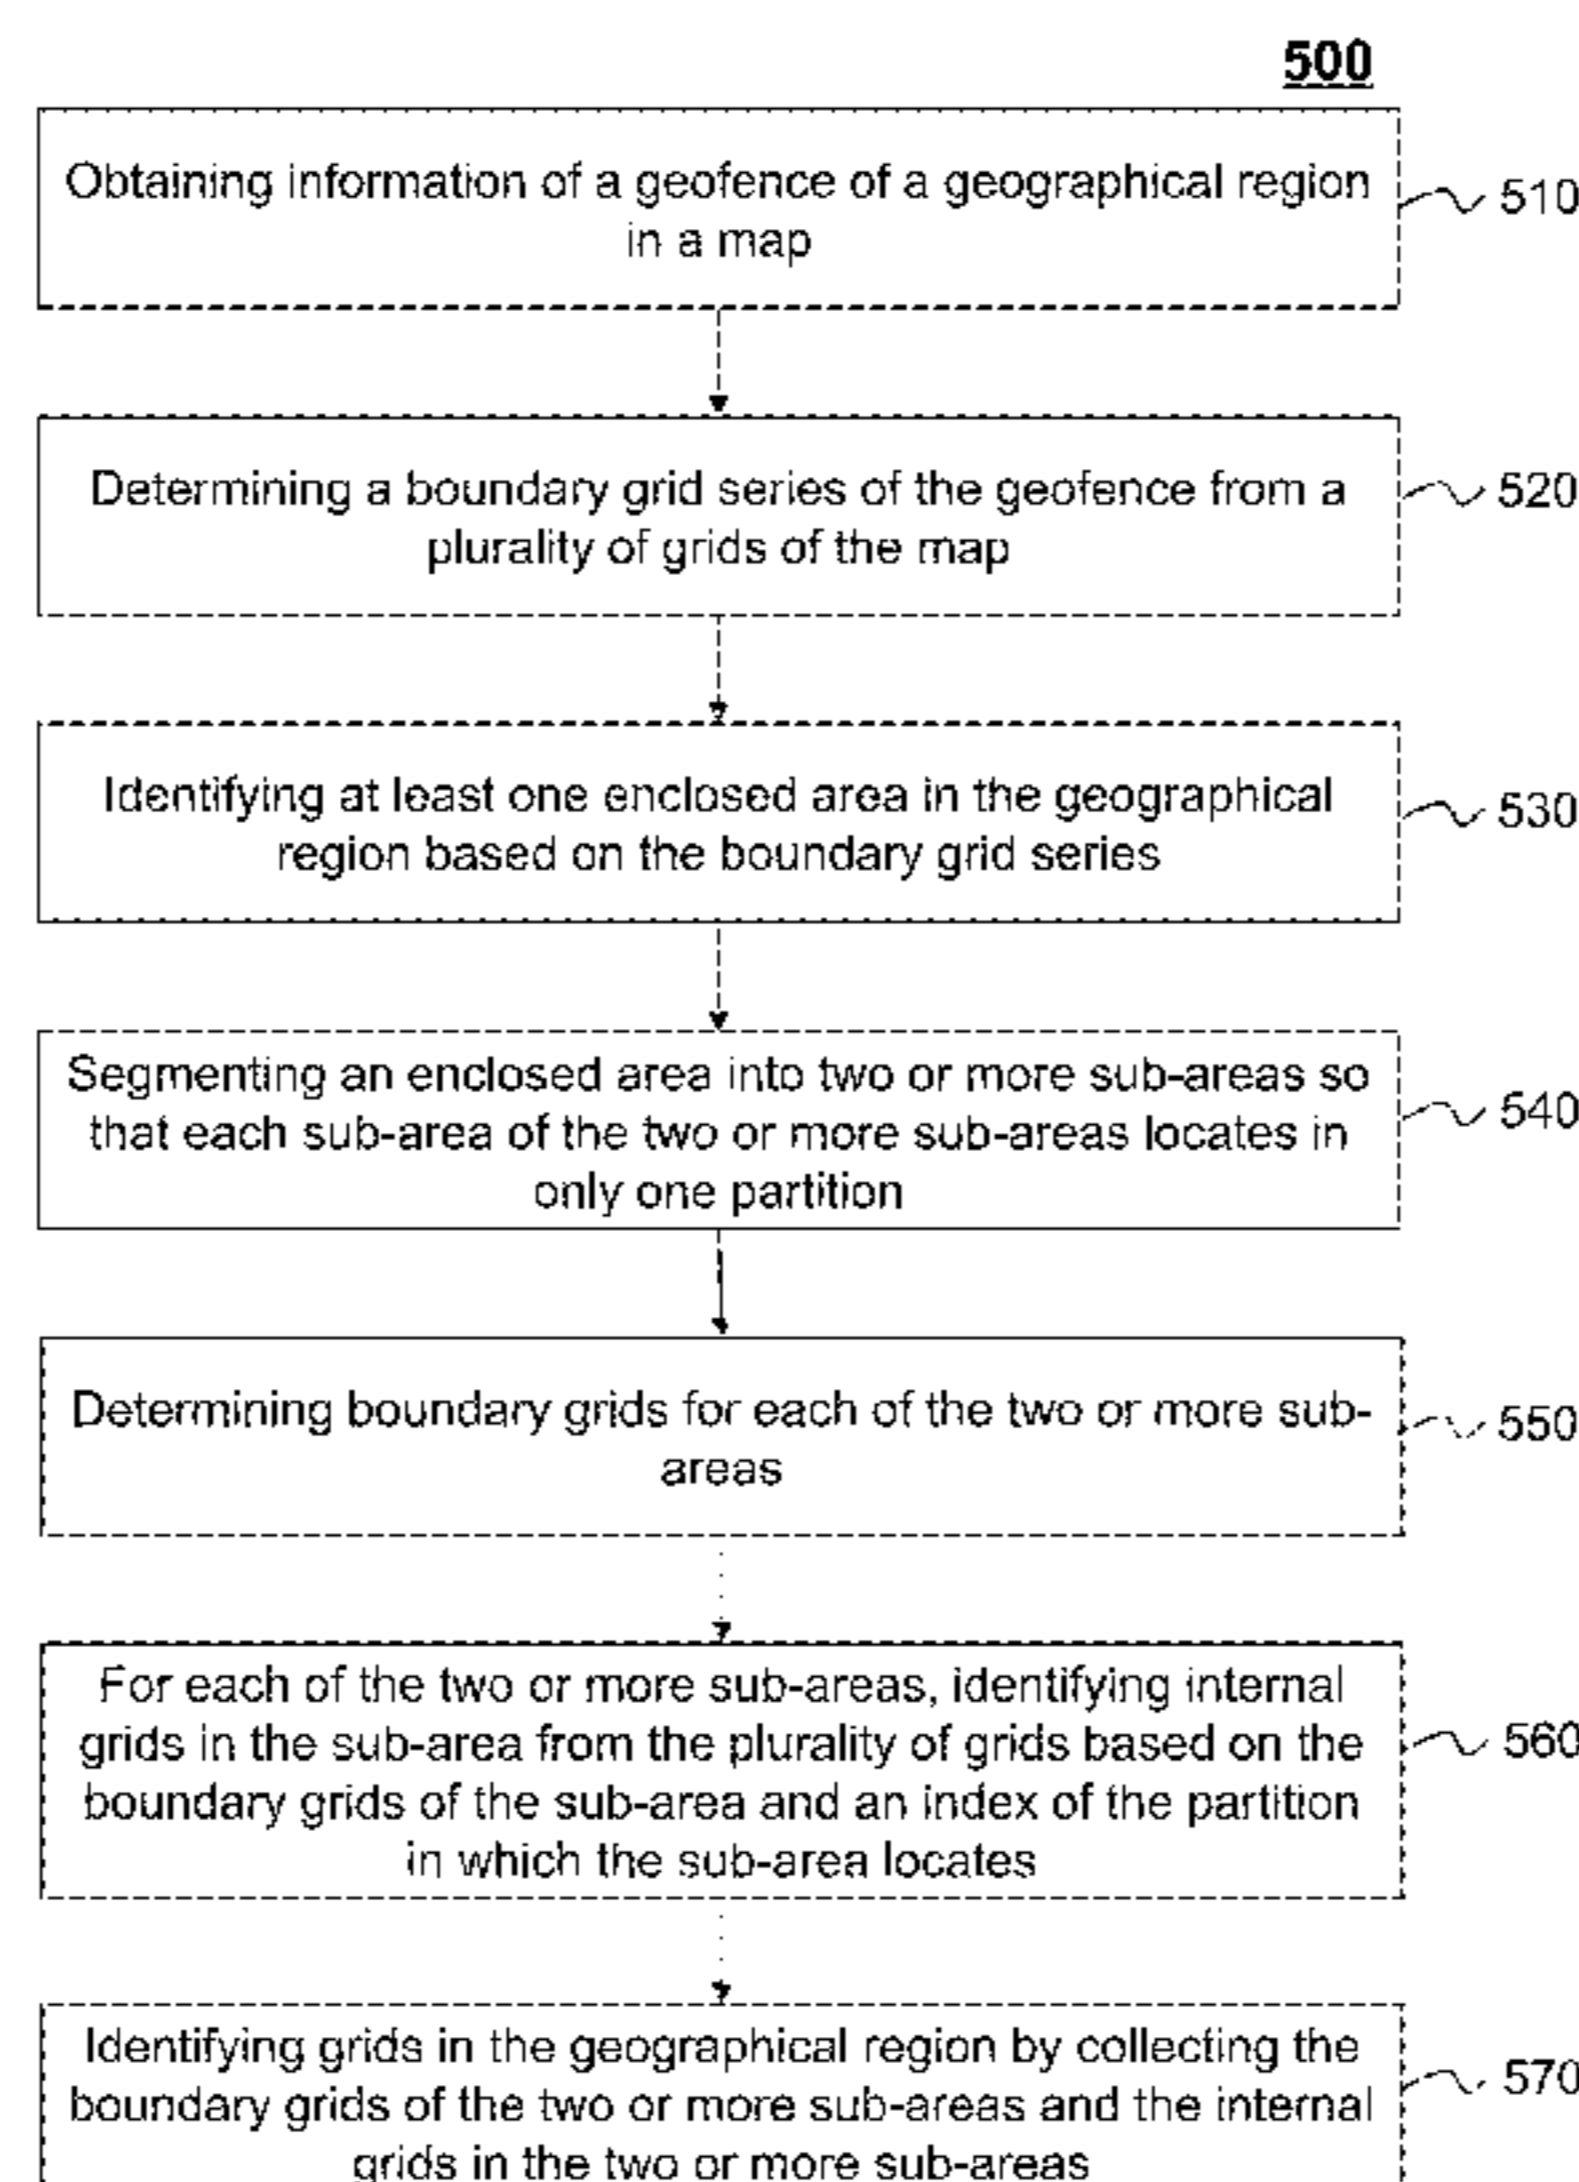 500
Obtaining information of a geofence of a geographical region
in a map
510
Determining a boundary grid series of the geofence from a
plurality of grids of the map
520
Identifying at least one enclosed area in the geographical
region based on the boundary grid series
530
Segmenting an enclosed area into two or more sub-areas so
that each sub-area of the two or more sub-areas locates in
only one partition
540
Determining boundary grids for each of the two or more sub-
areas
550
For each of the two or more sub-areas, identifying internal
grids in the sub-area from the plurality of grids based on the
boundary grids of the sub-area and an index of the partition
in which the sub-area locates
560
Identifying grids in the geographical region by collecting the
boundary grids of the two or more sub-areas and the internal
grids in the two or more sub-areas
570